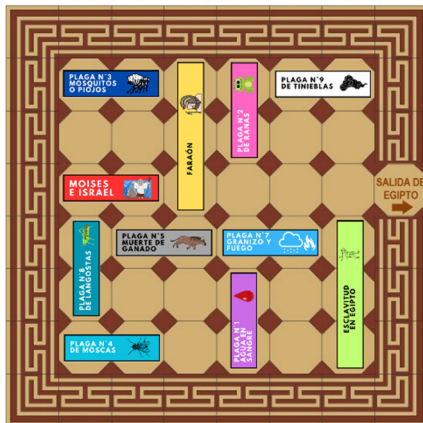 PLAGA N°3
MOSQUITOS
O PIOJOS
FARAÓN
PLAGA N°2
DE RANAS
PLAGA N°9
DE TINIEBLAS
MOISES
E ISRAEL
SALIDA DE
EGIPTO
PLAGA N°8
DE LANGOSTAS
PLAGA N°5
MUERTE DE
GANADO
PLAGA N°7
GRANIZO Y
FUEGO
ESCLAVITUD
EN EGIPTO
PLAGA N°4
DE MOSCAS
PLAGA N°1
AGUA EN
SANGRE